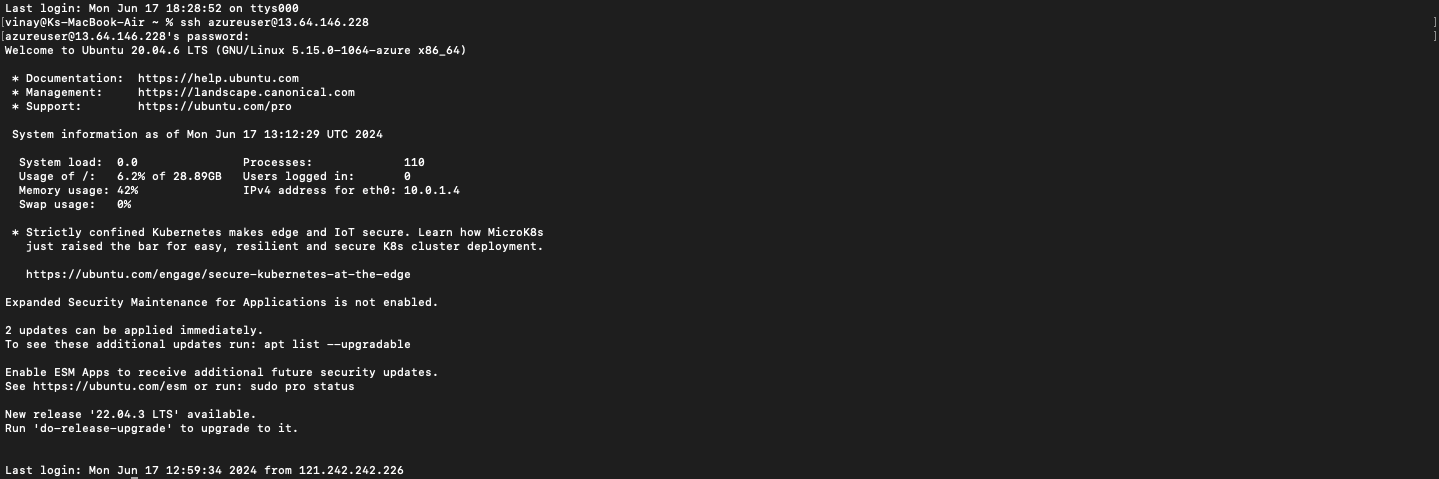 Last login: Mon Jun 17 18:28:52 on ttys000
[vinay@Ks-MacBook-Air ~ % ssh azureuser@13.64.146.228 ]
[azureuser@13.64.146.228's password: ]
Welcome to Ubuntu 20.04.6 LTS (GNU/Linux 5.15.0-1064-azure x86_64)

 * Documentation:  https://help.ubuntu.com
 * Management:     https://landscape.canonical.com
 * Support:        https://ubuntu.com/pro

 System information as of Mon Jun 17 13:12:29 UTC 2024

  System load:  0.0               Processes:             110
  Usage of /:   6.2% of 28.89GB   Users logged in:       0
  Memory usage: 42%               IPv4 address for eth0: 10.0.1.4
  Swap usage:   0%

 * Strictly confined Kubernetes makes edge and IoT secure. Learn how MicroK8s
   just raised the bar for easy, resilient and secure K8s cluster deployment.

   https://ubuntu.com/engage/secure-kubernetes-at-the-edge

Expanded Security Maintenance for Applications is not enabled.

2 updates can be applied immediately.
To see these additional updates run: apt list --upgradable

Enable ESM Apps to receive additional future security updates.
See https://ubuntu.com/esm or run: sudo pro status

New release '22.04.3 LTS' available.
Run 'do-release-upgrade' to upgrade to it.


Last login: Mon Jun 17 12:59:34 2024 from 121.242.242.226